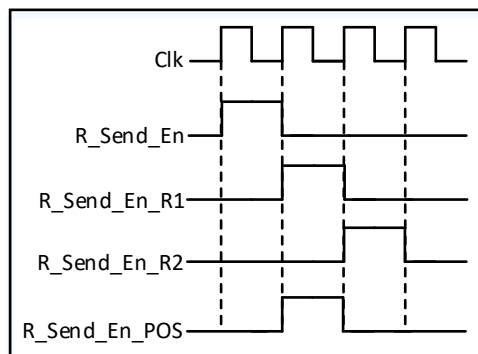 Clk
R_Send_En
R_Send_En_R1
R_Send_En_R2
R_Send_En_POS